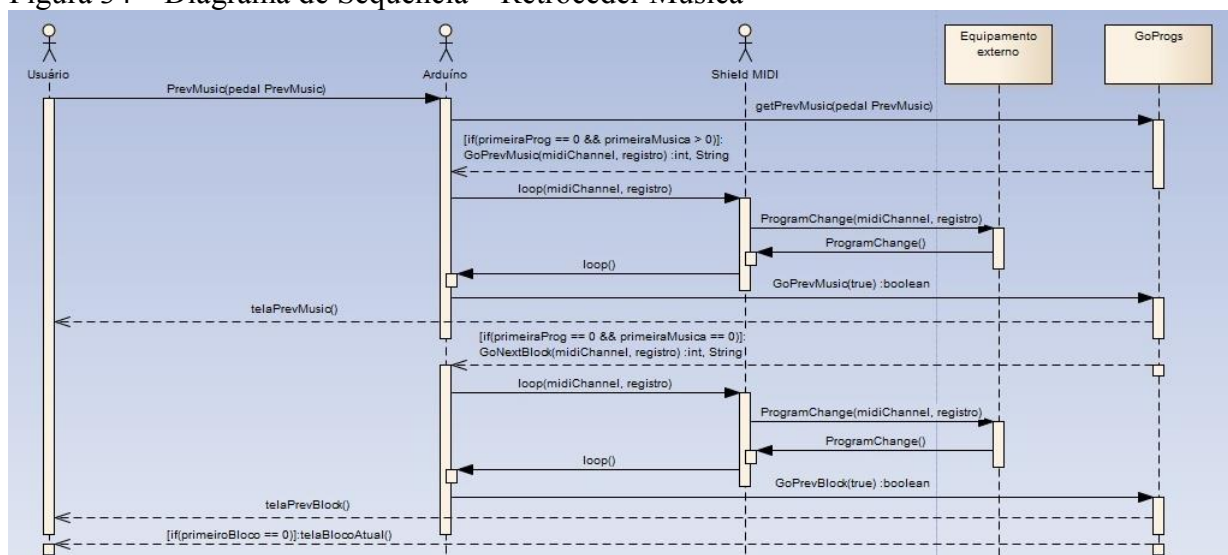 Figura 34 – Diagrama de Sequência – Retroceder Música
Usuário
Arduíno
Shield MIDI
Equipamento
externo
GoProgs
PrevMusic(pedal PrevMusic)
getPrevMusic(pedal PrevMusic)
[if(primeiraProg == 0 && primeiraMusica > 0)]:
GoPrevMusic(midiChannel, registro) :int, String
loop(midiChannel, registro)
ProgramChange(midiChannel, registro)
ProgramChange()
loop()
GoPrevMusic(true) :boolean
telaPrevMusic()
[if(primeiraProg == 0 && primeiraMusica == 0)]:
GoNextBlock(midiChannel, registro) :int, String
loop(midiChannel, registro)
ProgramChange(midiChannel, registro)
ProgramChange()
loop()
GoPrevBlock(true) :boolean
telaPrevBlock()
[if(primeiroBloco == 0)]:telaBlocoAtual()